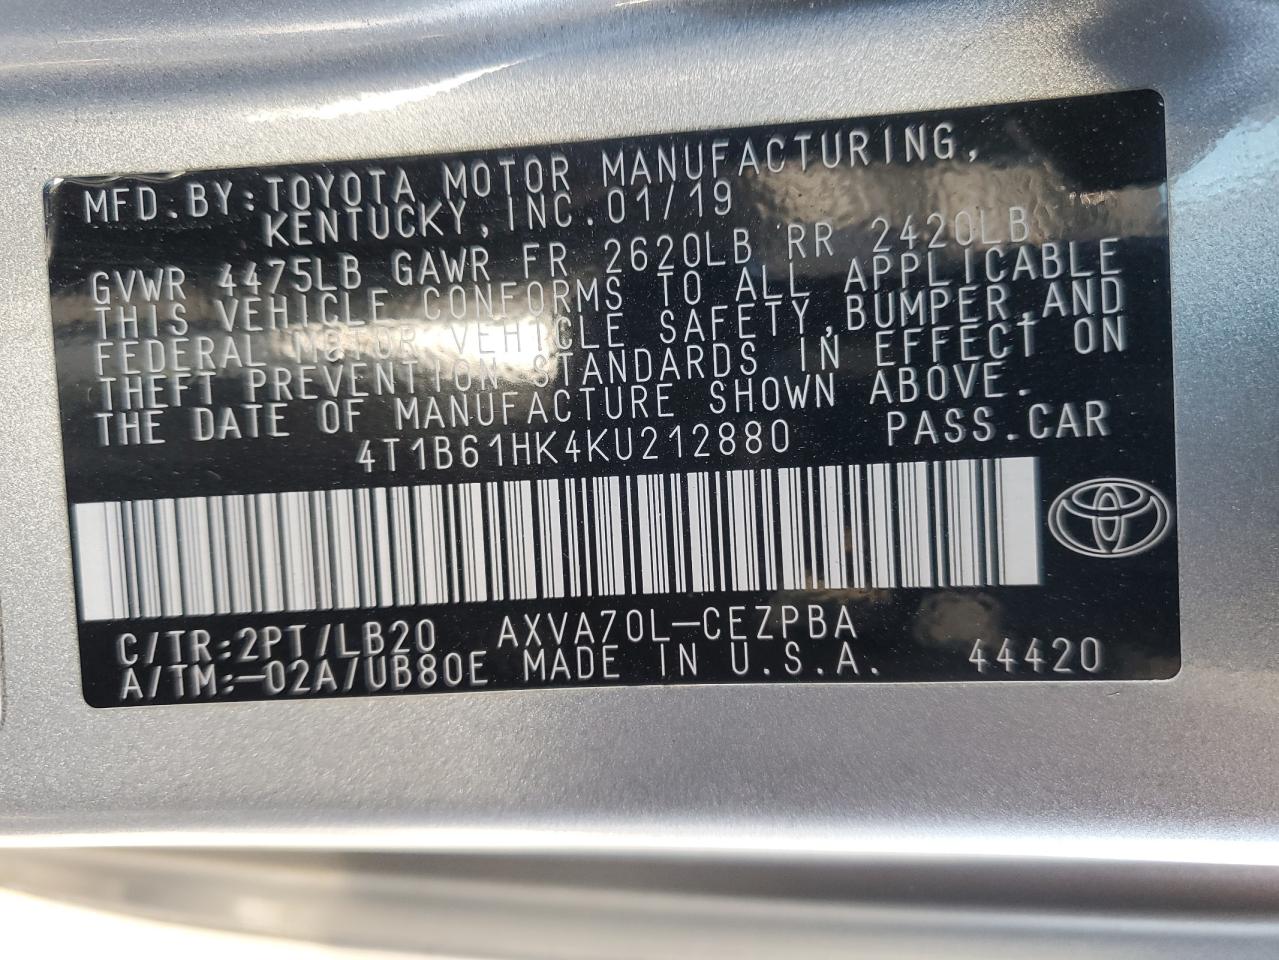 MFD.BY:TOYOTA MOTOR MANUFACTURING,
KENTUCKY,INC.01/19
GVWR 4475LB GAWR FR 2620LB RR 2420LB
THIS VEHICLE CONFORMS TO ALL APPLICABLE
FEDERAL MOTOR VEHICLE SAFETY,BUMPER,AND
THEFT PREVENTION STANDARDS IN EFFECT ON
THE DATE OF MANUFACTURE SHOWN ABOVE.
4T1B61HK4KU212880 PASS.CAR
C/TR:2PT/LB20 AXVA70L-CEZPBA
A/TM:-02A/UB80E MADE IN U.S.A. 44420